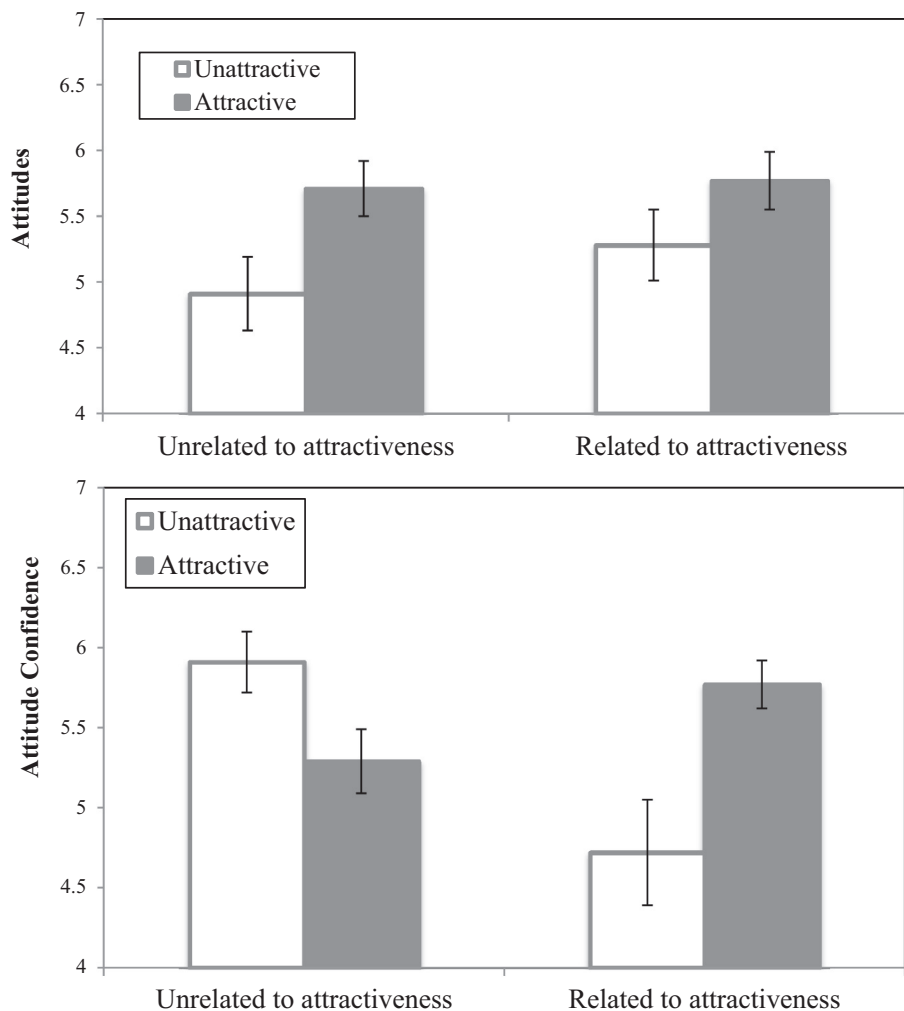 7
6.5
6
5.5
5
4.5
4
Attitudes
Unattractive
Attractive
Unrelated to attractiveness Related to attractiveness
7
6.5
6
5.5
5
4.5
4
Attitude Confidence
Unattractive
Attractive
Unrelated to attractiveness Related to attractiveness